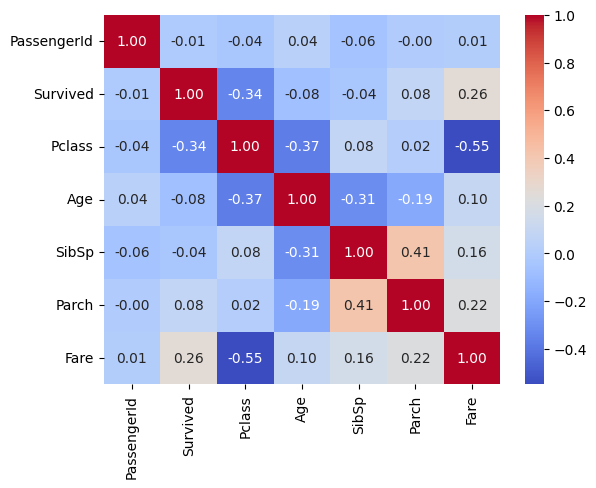 PassengerId 1.00 -0.01 -0.04 0.04 -0.06 -0.00 0.01
Survived -0.01 1.00 -0.34 -0.08 -0.04 0.08 0.26
Pclass -0.04 -0.34 1.00 -0.37 0.08 0.02 -0.55
Age 0.04 -0.08 -0.37 1.00 -0.31 -0.19 0.10
SibSp -0.06 -0.04 0.08 -0.31 1.00 0.41 0.16
Parch -0.00 0.08 0.02 -0.19 0.41 1.00 0.22
Fare 0.01 0.26 -0.55 0.10 0.16 0.22 1.00
PassengerId Survived Pclass Age SibSp Parch Fare
1.0
0.8
0.6
0.4
0.2
0.0
−0.2
−0.4